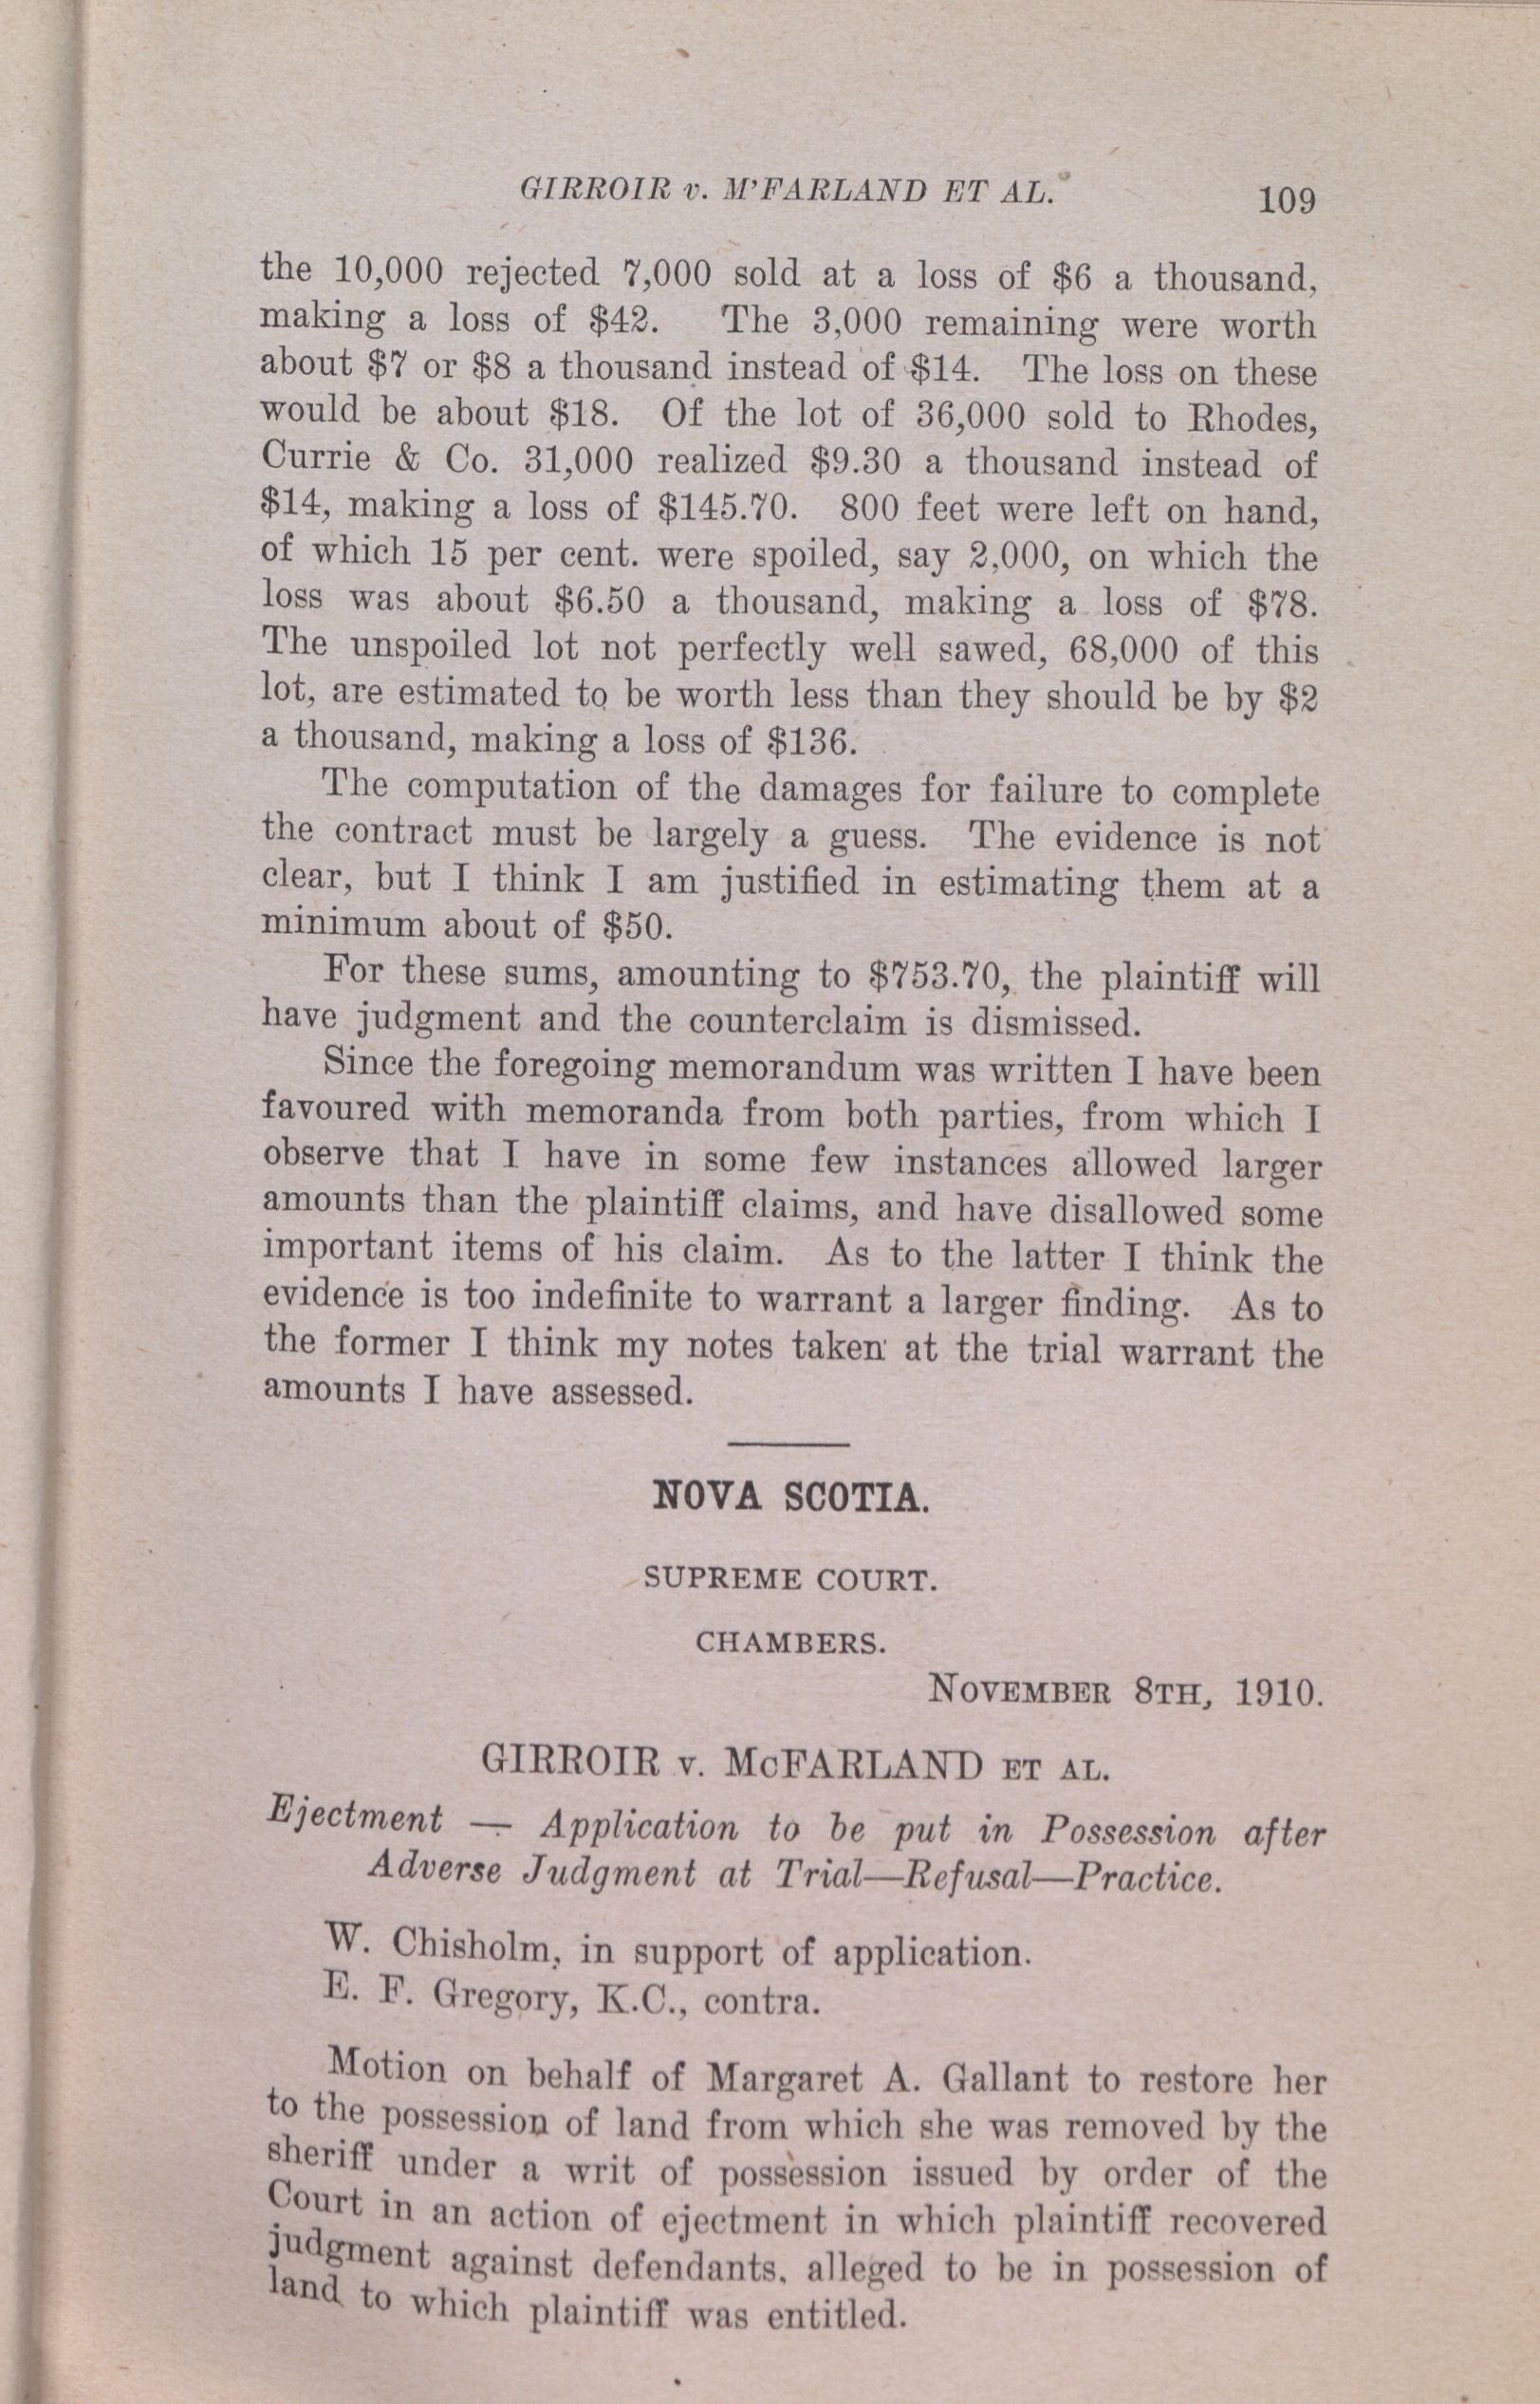 GIRROIR v. M'FARLAND ET AL. 109
the 10,000 rejected 7,000 sold at a loss of $6 a thousand,
making a loss of $42. The 3,000 remaining were worth
about $7 or $8 a thousand instead of $14. The loss on these
would be about $18. Of the lot of 36,000 sold to Rhodes,
Currie & Co. 31,000 realized $9.30 a thousand instead of
$14, making a loss of $145.70. 800 feet were left on hand,
of which 15 per cent. were spoiled, say 2,000, on which the
loss was about $6.50 a thousand, making a loss of $78.
The unspoiled lot not perfectly well sawed, 68,000 of this
lot, are estimated to be worth less than they should be by $2
a thousand, making a loss of $136.
The computation of the damages for failure to complete
the contract must be largely a guess. The evidence is not
clear, but I think I am justified in estimating them at a
minimum about of $50.
For these sums, amounting to $753.70, the plaintiff will
have judgment and the counterclaim is dismissed.
Since the foregoing memorandum was written I have been
favoured with memoranda from both parties, from which I
observe that I have in some few instances allowed larger
amounts than the plaintiff claims, and have disallowed some
important items of his claim. As to the latter I think the
evidence is too indefinite to warrant a larger finding. As to
the former I think my notes taken at the trial warrant the
amounts I have assessed.
NOVA SCOTIA.
SUPREME COURT.
CHAMBERS.
NOVEMBER 8TH, 1910.
GIRROIR v. McFARLAND ET AL.
Ejectment — Application to be put in Possession after
Adverse Judgment at Trial—Refusal—Practice.
W. Chisholm, in support of application.
E. F. Gregory, K.C., contra.
Motion on behalf of Margaret A. Gallant to restore her
to the possession of land from which she was removed by the
sheriff under a writ of possession issued by order of the
Court in an action of ejectment in which plaintiff recovered
judgment against defendants, alleged to be in possession of
land to which plaintiff was entitled.